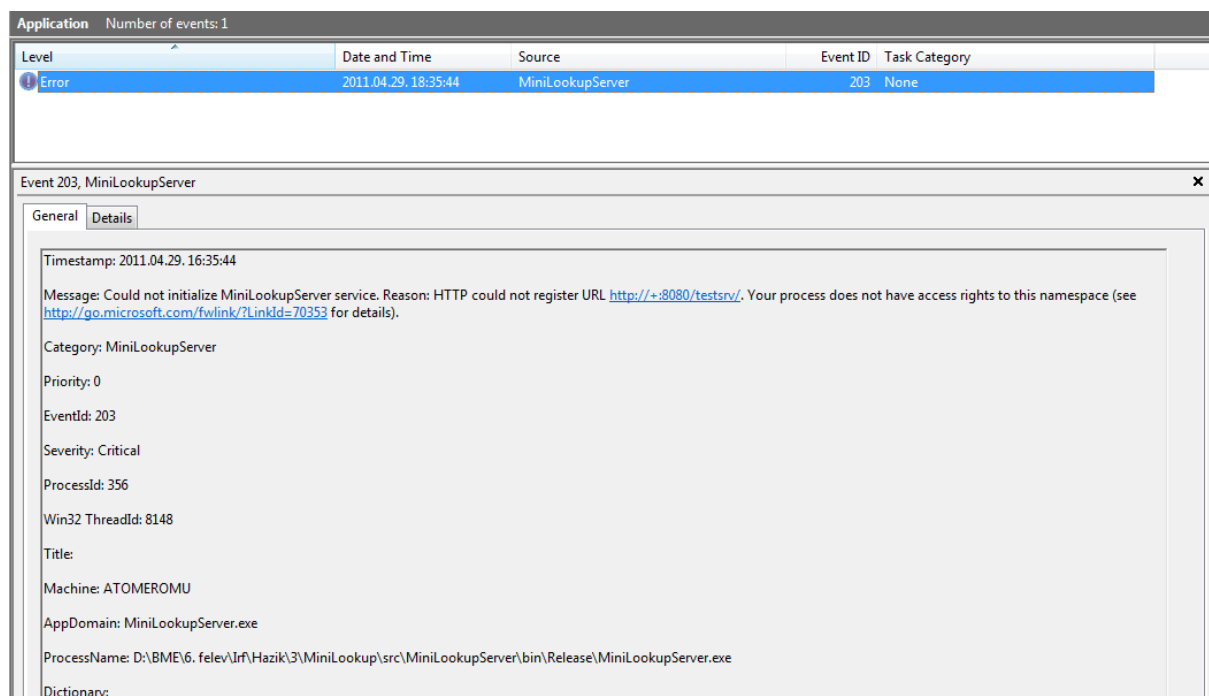 Application Number of events: 1
Level Date and Time Source Event ID Task Category
Error 2011.04.29. 18:35:44 MiniLookupServer 203 None
Event 203, MiniLookupServer
General Details
Timestamp: 2011.04.29. 16:35:44
Message: Could not initialize MiniLookupServer service. Reason: HTTP could not register URL http://+:8080/testsrv/. Your process does not have access rights to this namespace (see
http://go.microsoft.com/fwlink/?LinkId=70353 for details).
Category: MiniLookupServer
Priority: 0
EventId: 203
Severity: Critical
ProcessId: 356
Win32 ThreadId: 8148
Title:
Machine: ATOMEROMU
AppDomain: MiniLookupServer.exe
ProcessName: D:\BME\6. felev\Irf\Hazik\3\MiniLookup\src\MiniLookupServer\bin\Release\MiniLookupServer.exe
Dictionary: